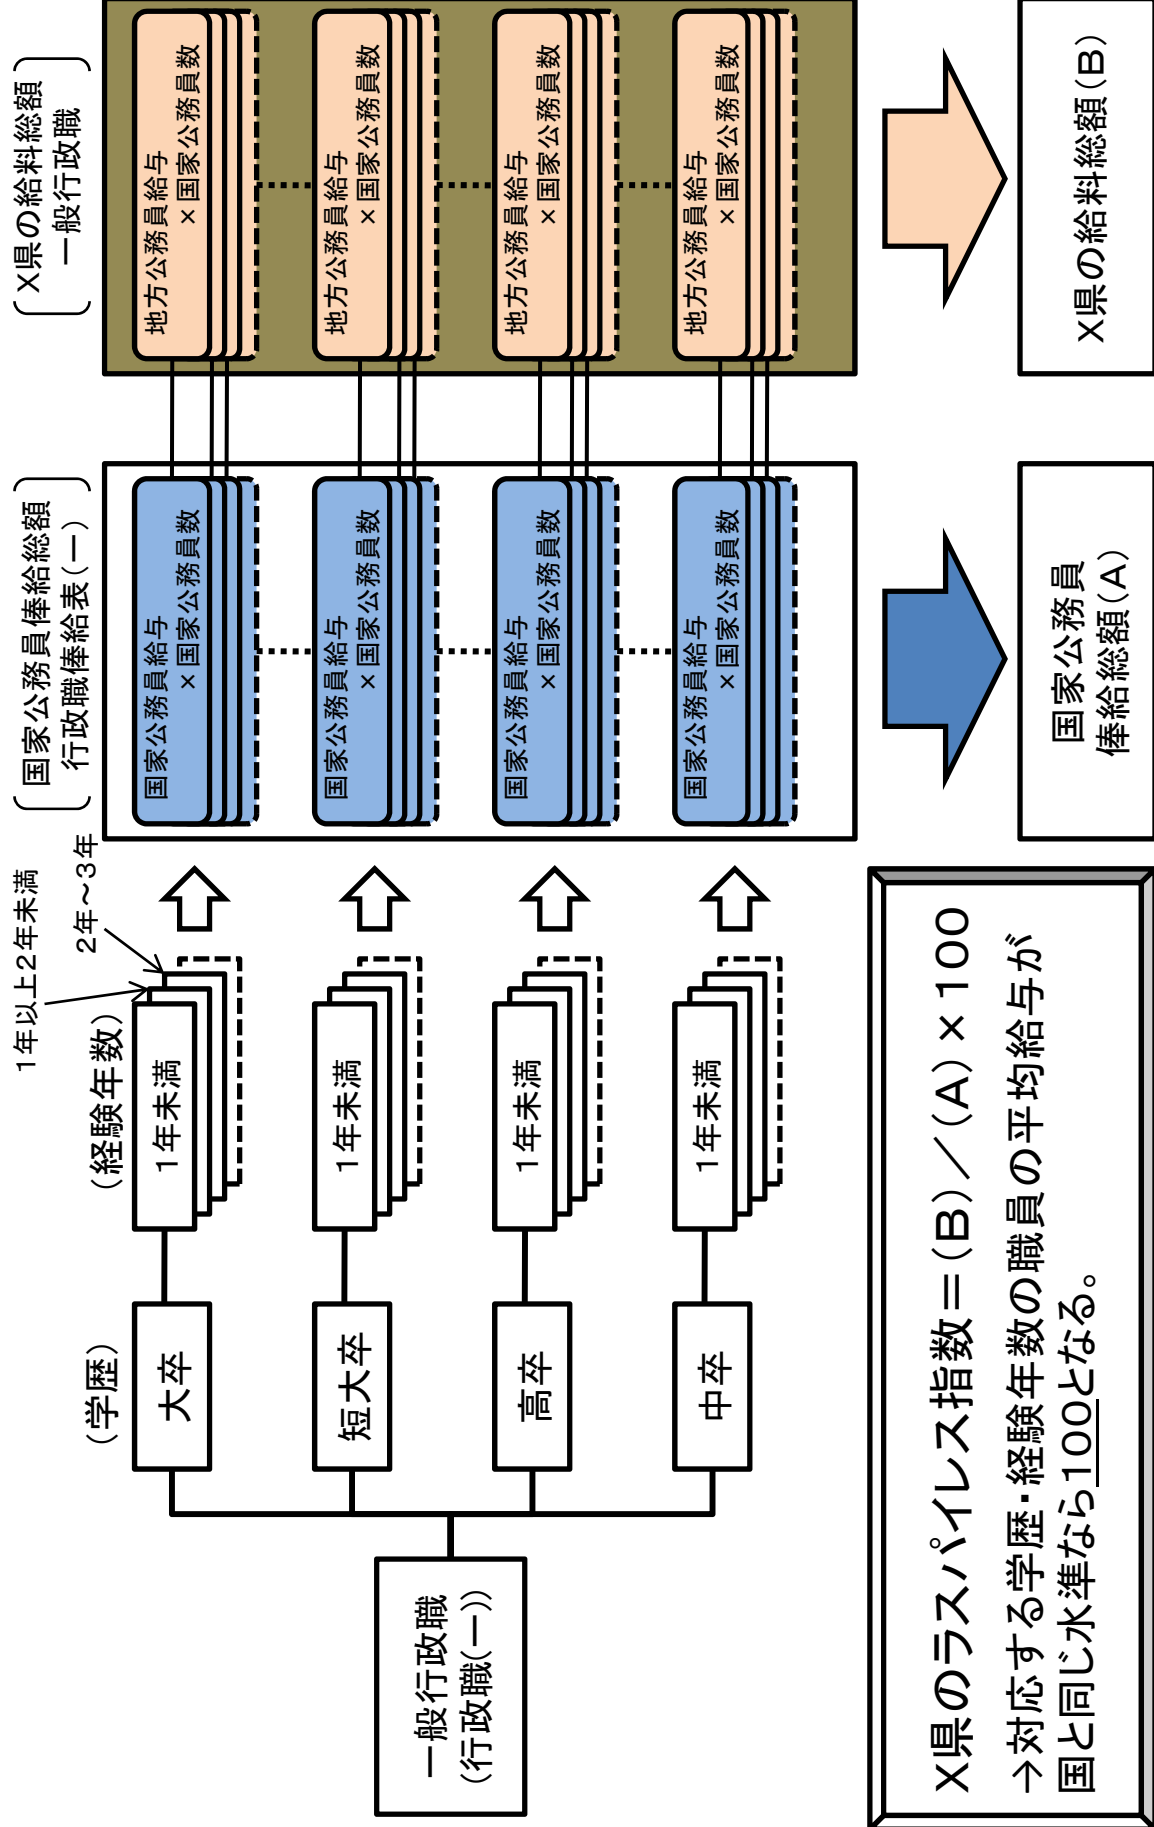 (学歴)
(経験年数)
1年以上2年未満
2年～3年
国家公務員俸給総額
行政職俸給表(一)
X県の給料総額
一般行政職
一般行政職
(行政職(一))
大卒
1年未満
国家公務員給与
×国家公務員数
地方公務員給与
×国家公務員数
短大卒
1年未満
国家公務員給与
×国家公務員数
地方公務員給与
×国家公務員数
高卒
1年未満
国家公務員給与
×国家公務員数
地方公務員給与
×国家公務員数
中卒
1年未満
国家公務員給与
×国家公務員数
地方公務員給与
×国家公務員数
X県のラスパイレス指数＝(B)／(A)×100
→対応する学歴・経験年数の職員の平均給与が
国と同じ水準なら100となる。
国家公務員
俸給総額(A)
X県の給料総額(B)